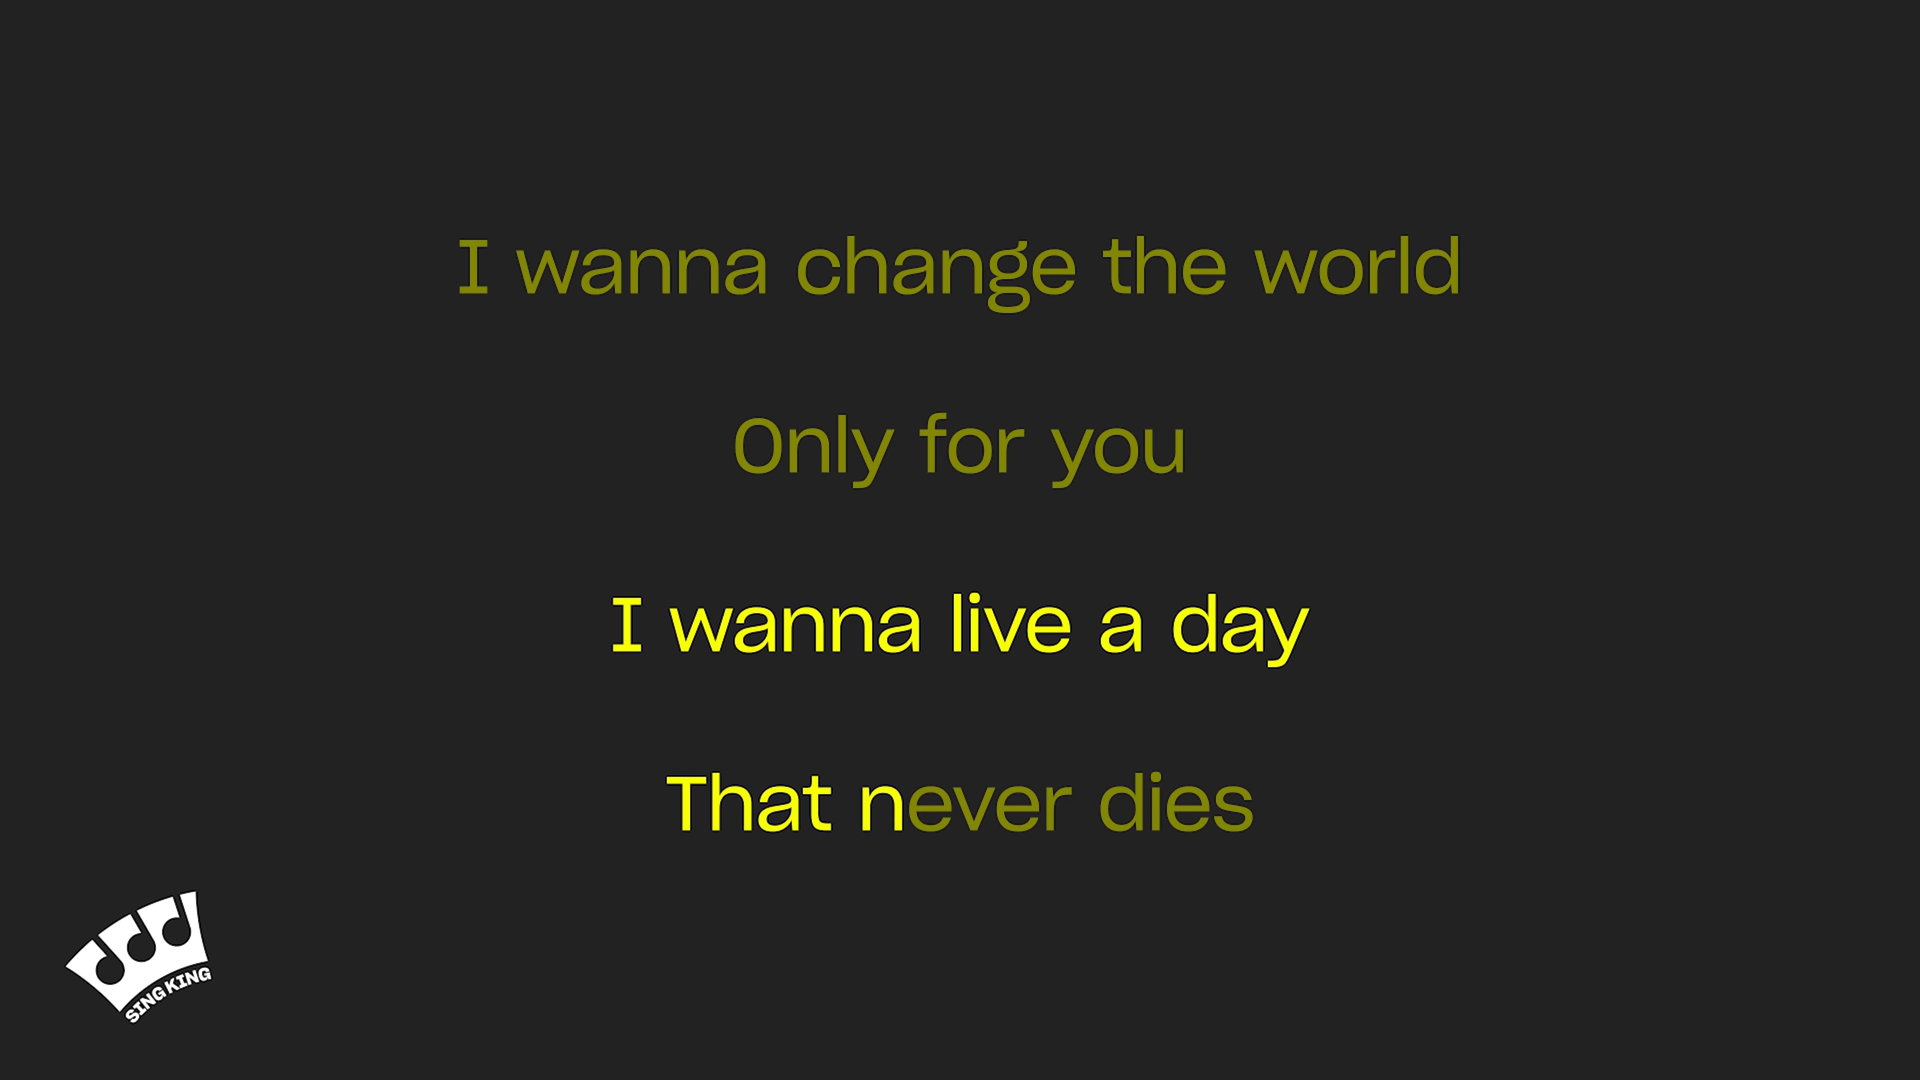 I wanna change the world
Only for you
I wanna live a day
That never dies
SING KING